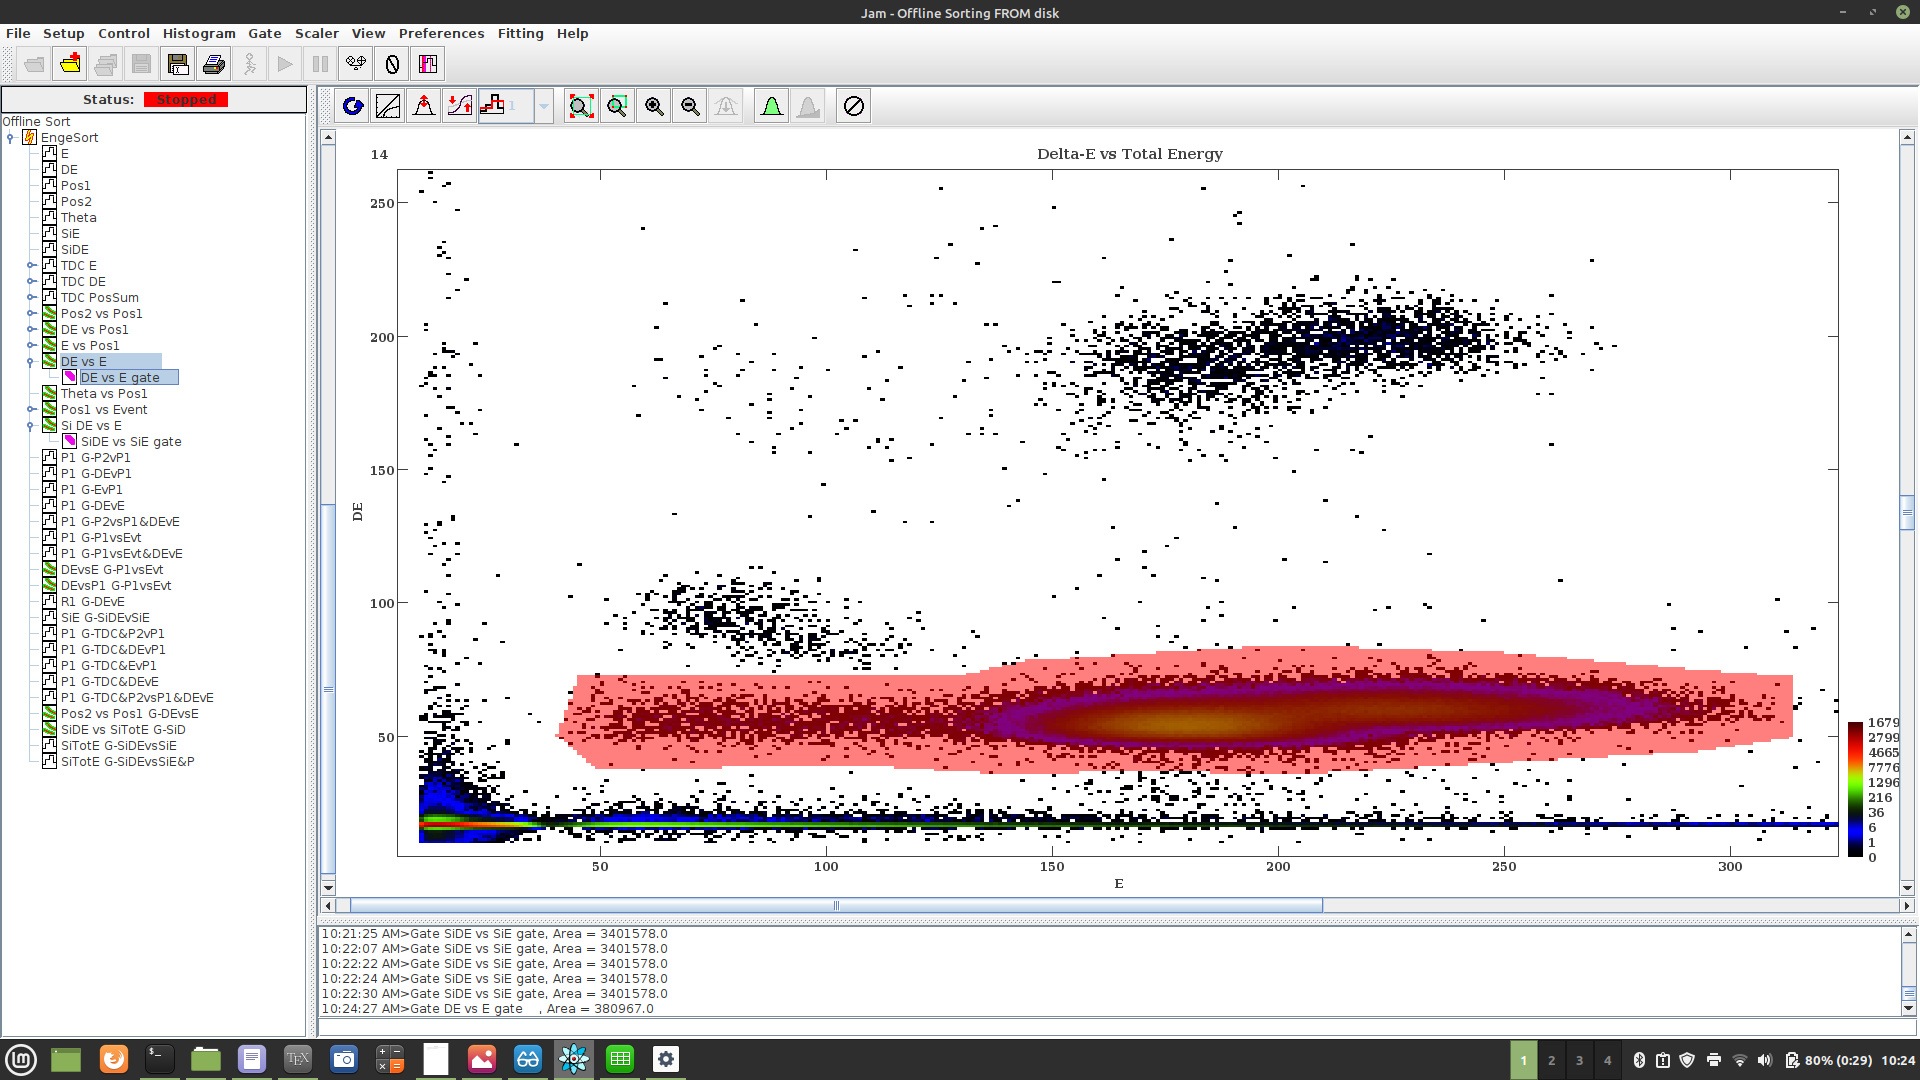 Jam - Offline Sorting FROM disk
File Setup Control Histogram Gate Scaler View Preferences Fitting Help
Status: Stopped
Offline Sort
EngeSort
E
DE
Pos1
Pos2
Theta
SiE
SiDE
TDC E
TDC DE
TDC PosSum
Pos2 vs Pos1
DE vs Pos1
E vs Pos1
DE vs E
DE vs E gate
Theta vs Pos1
Pos1 vs Event
Si DE vs E
SiDE vs SiE gate
P1 G-P2vP1
P1 G-DEvP1
P1 G-EvP1
P1 G-DEvE
P1 G-P2vsP1&DEvE
P1 G-P1vsEvt
P1 G-P1vsEvt&DEvE
DEvsE G-P1vsEvt
DEvsP1 G-P1vsEvt
R1 G-DEvE
SiE G-SiDEvSiE
P1 G-TDC&P2vP1
P1 G-TDC&DEvP1
P1 G-TDC&EvP1
P1 G-TDC&DEvE
P1 G-TDC&P2vsP1&DEvE
Pos2 vs Pos1 G-DEvsE
SiDE vs SiTotE G-SiD
SiTotE G-SiDEvsSiE
SiTotE G-SiDEvsSiE&P
1
14
Delta-E vs Total Energy
250
200
150
DE
100
50
50 100 150 200 250 300
E
1679
2799
4665
7776
1296
216
36
6
1
0
10:21:25 AM>Gate SiDE vs SiE gate, Area = 3401578.0
10:22:07 AM>Gate SiDE vs SiE gate, Area = 3401578.0
10:22:22 AM>Gate SiDE vs SiE gate, Area = 3401578.0
10:22:24 AM>Gate SiDE vs SiE gate, Area = 3401578.0
10:22:30 AM>Gate SiDE vs SiE gate, Area = 3401578.0
10:24:27 AM>Gate DE vs E gate , Area = 380967.0
TEX
1 2 3 4 80% (0:29) 10:24